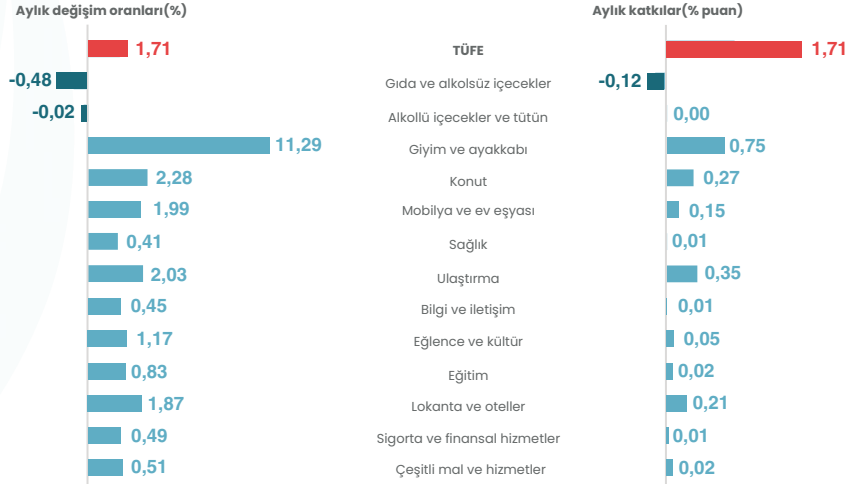 Aylık değişim oranları(%) Aylık katkılar(% puan)
1,71 TÜFE 1,71
-0,48 Gıda ve alkolsüz içecekler -0,12
-0,02 Alkollü içecekler ve tütün 0,00
11,29 Giyim ve ayakkabı 0,75
2,28 Konut 0,27
1,99 Mobilya ve ev eşyası 0,15
0,41 Sağlık 0,01
2,03 Ulaştırma 0,35
0,45 Bilgi ve iletişim 0,01
1,17 Eğlence ve kültür 0,05
0,83 Eğitim 0,02
1,87 Lokanta ve oteller 0,21
0,49 Sigorta ve finansal hizmetler 0,01
0,51 Çeşitli mal ve hizmetler 0,02